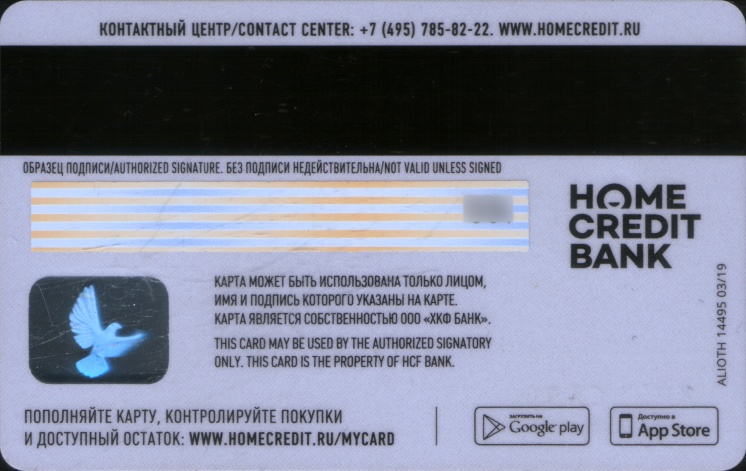 КОНТАКТНЫЙ ЦЕНТР/CONTACT CENTER: +7 (495) 785-82-22. WWW.HOMECREDIT.RU
ОБРАЗЕЦ ПОДПИСИ/AUTHORIZED SIGNATURE. БЕЗ ПОДПИСИ НЕДЕЙСТВИТЕЛЬНА/NOT VALID UNLESS SIGNED
HOME
CREDIT
BANK
КАРТА МОЖЕТ БЫТЬ ИСПОЛЬЗОВАНА ТОЛЬКО ЛИЦОМ,
ИМЯ И ПОДПИСЬ КОТОРОГО УКАЗАНЫ НА КАРТЕ.
КАРТА ЯВЛЯЕТСЯ СОБСТВЕННОСТЬЮ ООО «ХКФ БАНК».
THIS CARD MAY BE USED BY THE AUTHORIZED SIGNATORY
ONLY. THIS CARD IS THE PROPERTY OF HCF BANK.
ALIOTH 14495 03/19
ПОПОЛНЯЙТЕ КАРТУ, КОНТРОЛИРУЙТЕ ПОКУПКИ
И ДОСТУПНЫЙ ОСТАТОК: WWW.HOMECREDIT.RU/MYCARD
ЗАГРУЗИТЬ НА
Google play
Доступно в
App Store